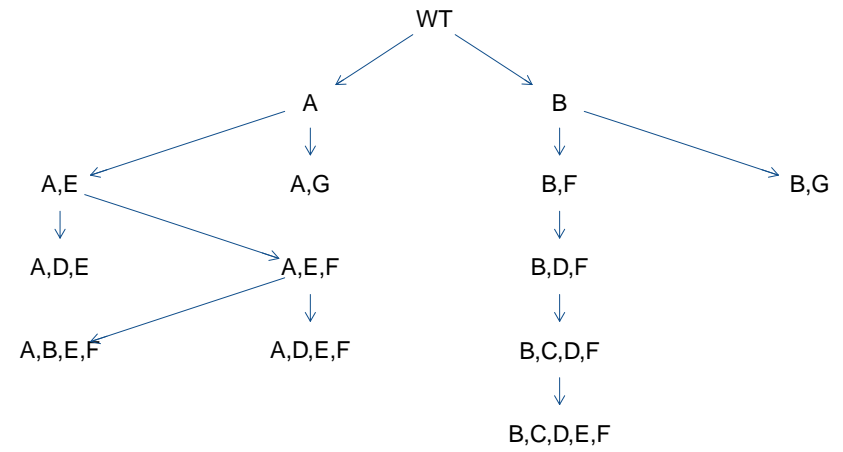 WT
A B
A,E A,G B,F B,G
A,D,E A,E,F B,D,F
A,B,E,F A,D,E,F B,C,D,F
B,C,D,E,F